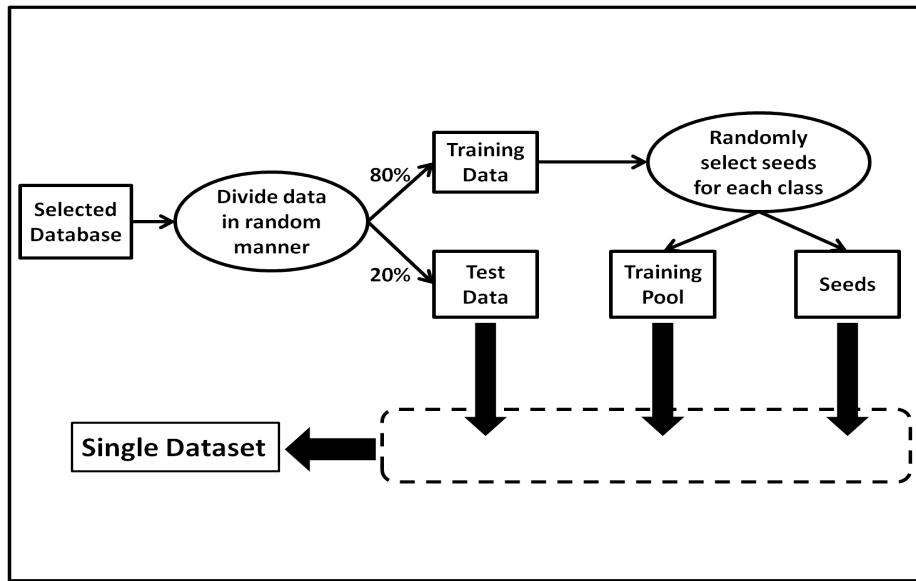 Selected
Database
Divide data
in random
manner
80%
20%
Training
Data
Test
Data
Randomly
select seeds
for each class
Training
Pool
Seeds
Single Dataset